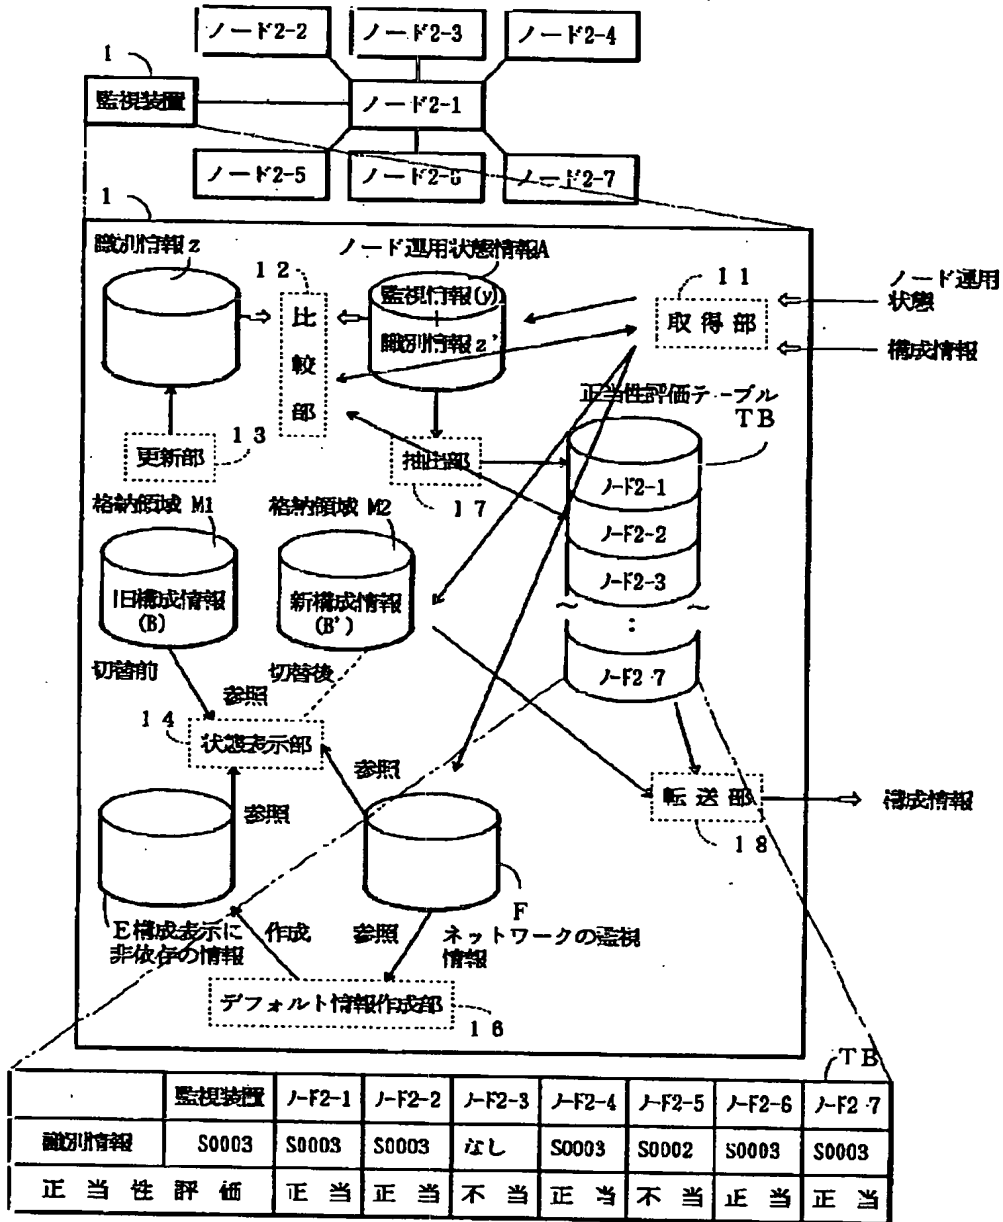 ノード2-2
ノード2-3
ノード2-4
1
監視装置
ノード2-1
ノード2-5
ノード2-6
ノード2-7
1
識別情報z
12
ノード運用状態情報A
比較部
監視情報(y)
+
識別情報z'
11
取得部
ノード運用
状態
構成情報
正当性評価テーブル
TB
13
更新部
抽出部
17
ノード2-1
ノード2-2
ノード2-3
:
ノード2-7
格納領域 M1
格納領域 M2
旧構成情報
(B)
新構成情報
(B')
切替前
切替後
参照
14
状態表示部
参照
参照
転送部
構成情報
18
E構成表示に
非依存の情報
作成
参照
F
ネットワークの監視
情報
デフォルト情報作成部
16
TB
監視装置 ノード2-1 ノード2-2 ノード2-3 ノード2-4 ノード2-5 ノード2-6 ノード2-7
識別情報 S0003 S0003 S0003 なし S0003 S0002 S0003 S0003
正当性評価 正当 正当 不当 正当 不当 正当 正当